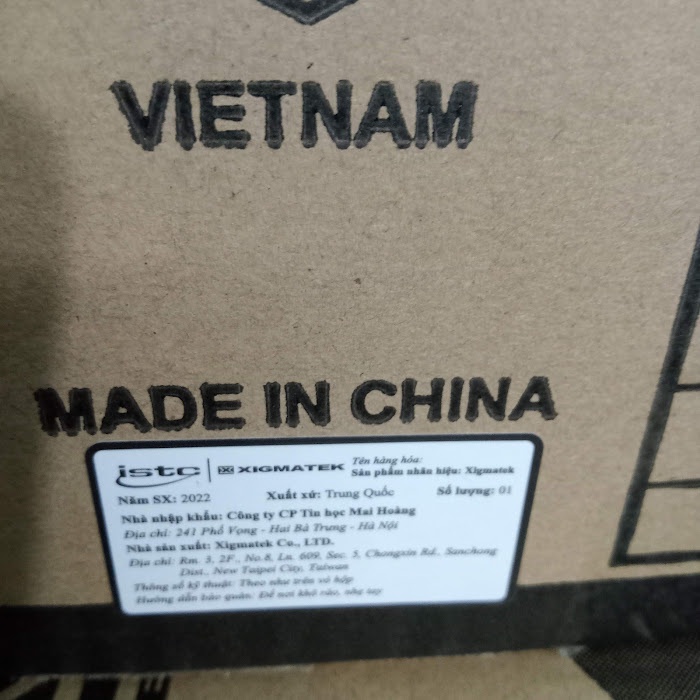 VIETNAM
MADE IN CHINA
istc XIGMATEK
Tên hàng hóa:
Sản phẩm nhãn hiệu: Xigmatek
Năm SX: 2022 Xuất xứ: Trung Quốc Số lượng: 01
Nhà nhập khẩu: Công ty CP Tin học Mai Hoàng
Địa chỉ: 241 Phố Vọng - Hai Bà Trưng - Hà Nội
Nhà sản xuất: Xigmatek Co., LTD.
Địa chỉ: Rm. 3, 2F., No.8, Ln. 609, Sec. 5, Chongxin Rd., Sanchong
Dist., New Taipei City, Taiwan
Thông số kỹ thuật: Theo như trên vỏ hộp
Hướng dẫn bảo quản: Để nơi khô ráo, nhẹ tay